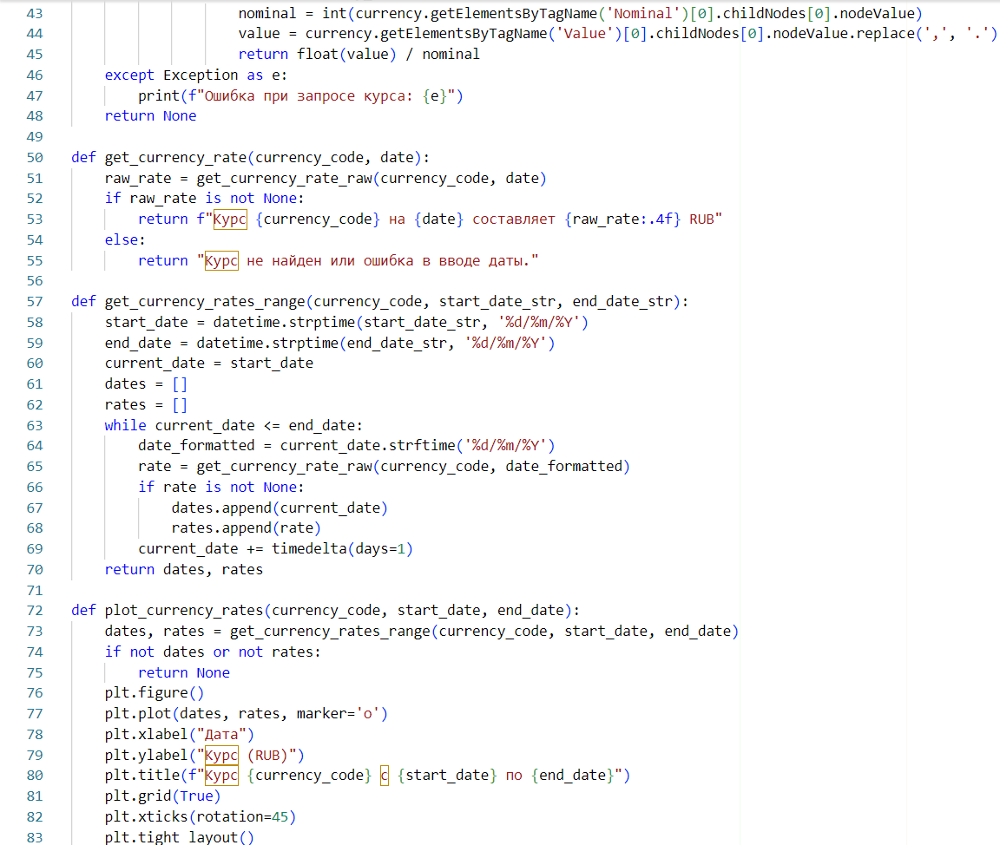 43 nominal = int(currency.getElementsByTagName('Nominal')[0].childNodes[0].nodeValue)
44 value = currency.getElementsByTagName('Value')[0].childNodes[0].nodeValue.replace(',', '.')
45 return float(value) / nominal
46 except Exception as e:
47 print(f"Ошибка при запросе курса: {e}")
48 return None
49
50 def get_currency_rate(currency_code, date):
51 raw_rate = get_currency_rate_raw(currency_code, date)
52 if raw_rate is not None:
53 return f"Курс {currency_code} на {date} составляет {raw_rate:.4f} RUB"
54 else:
55 return "Курс не найден или ошибка в вводе даты."
56
57 def get_currency_rates_range(currency_code, start_date_str, end_date_str):
58 start_date = datetime.strptime(start_date_str, '%d/%m/%Y')
59 end_date = datetime.strptime(end_date_str, '%d/%m/%Y')
60 current_date = start_date
61 dates = []
62 rates = []
63 while current_date <= end_date:
64 date_formatted = current_date.strftime('%d/%m/%Y')
65 rate = get_currency_rate_raw(currency_code, date_formatted)
66 if rate is not None:
67 dates.append(current_date)
68 rates.append(rate)
69 current_date += timedelta(days=1)
70 return dates, rates
71
72 def plot_currency_rates(currency_code, start_date, end_date):
73 dates, rates = get_currency_rates_range(currency_code, start_date, end_date)
74 if not dates or not rates:
75 return None
76 plt.figure()
77 plt.plot(dates, rates, marker='o')
78 plt.xlabel("Дата")
79 plt.ylabel("Курс (RUB)")
80 plt.title(f"Курс {currency_code} с {start_date} по {end_date}")
81 plt.grid(True)
82 plt.xticks(rotation=45)
83 plt.tight_layout()